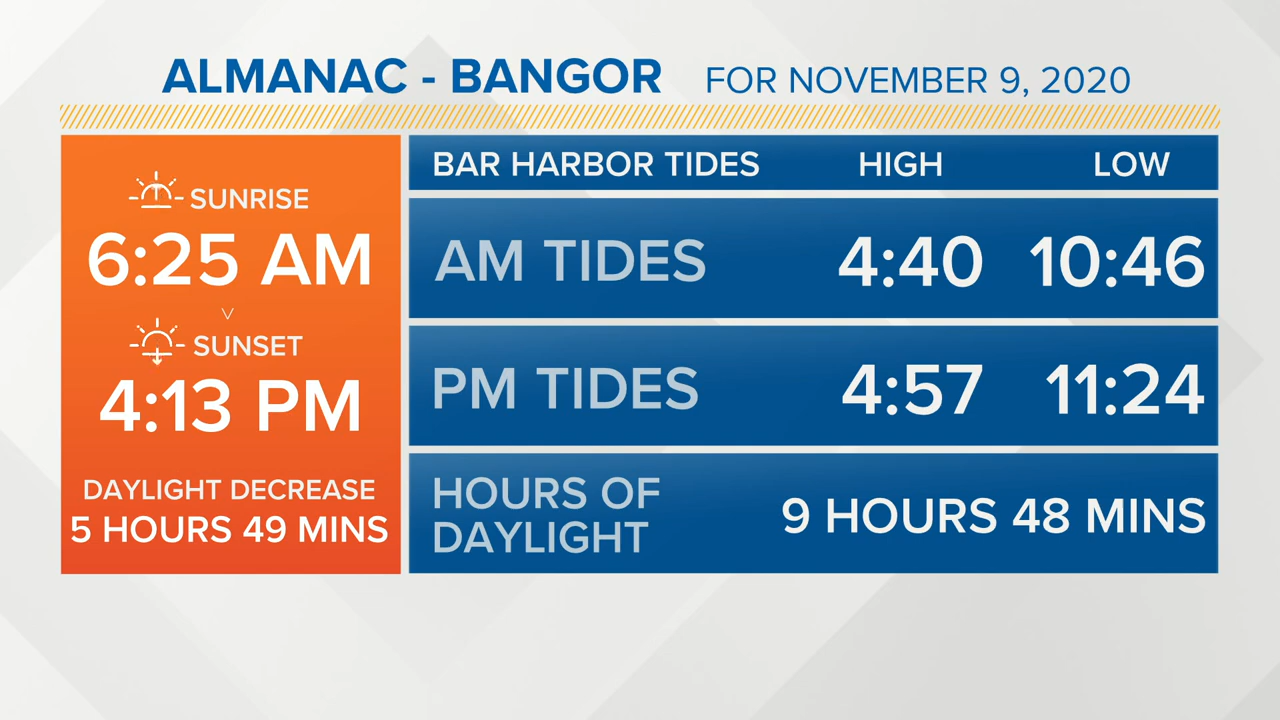 ALMANAC - BANGOR FOR NOVEMBER 9, 2020
SUNRISE
6:25 AM
SUNSET
4:13 PM
DAYLIGHT DECREASE
5 HOURS 49 MINS
BAR HARBOR TIDES HIGH LOW
AM TIDES 4:40 10:46
PM TIDES 4:57 11:24
HOURS OF
DAYLIGHT 9 HOURS 48 MINS